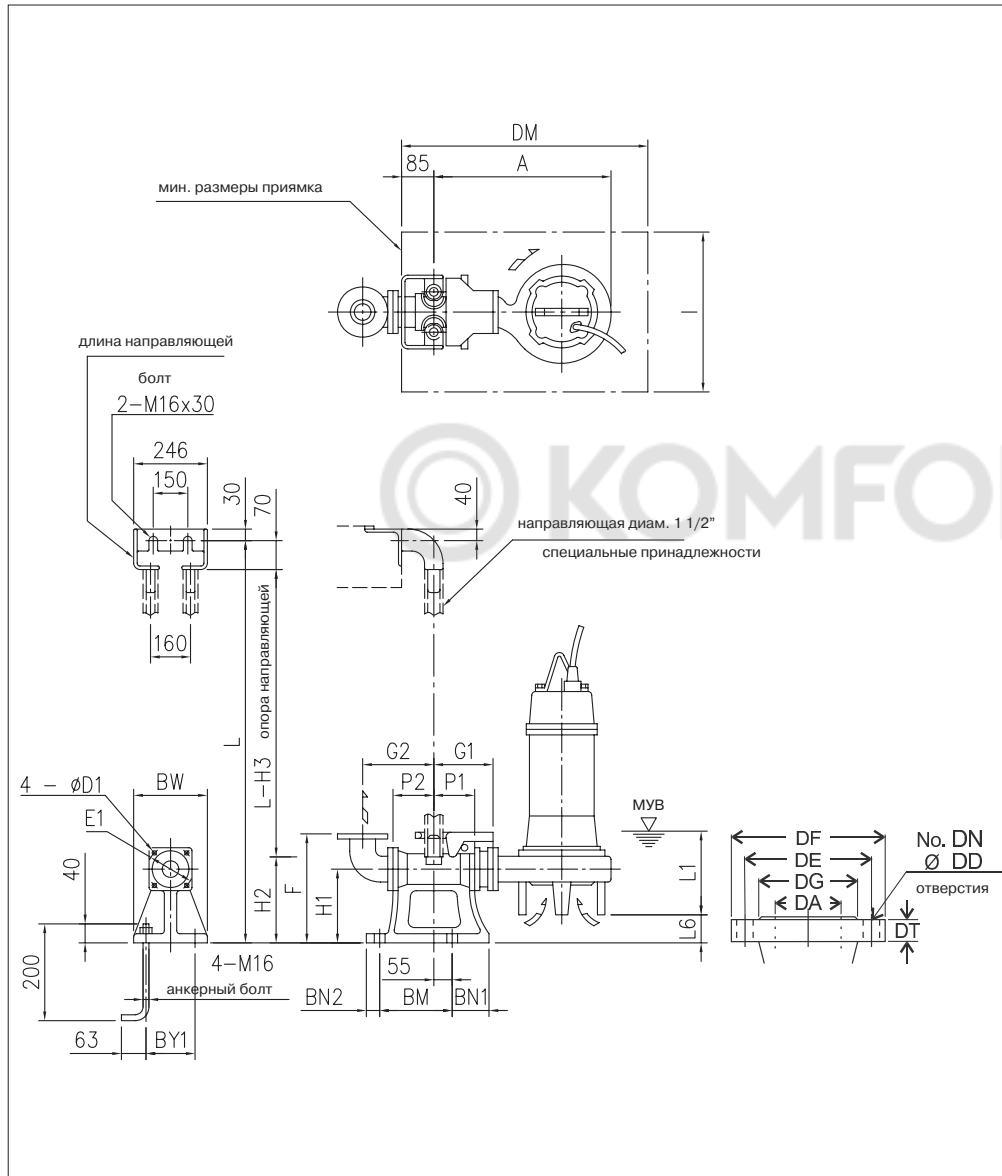 DM
85
A
мин. размеры приямка
I
длина направляющей
болт
2-M16x30
246
150
30
70
40
KOMFO
направляющая диам. 1 1/2"
специальные принадлежности
160
опора направляющей
L
L-H3
G2
G1
P2
P1
4 - øD1
BW
E1
МУВ
DF
DE
DG
DA
No. DN
Ø DD
отверстия
DT
L1
L6
40
H2
F
H1
200
4-M16
55
анкерный болт
BN2
BM
BN1
63
BY1